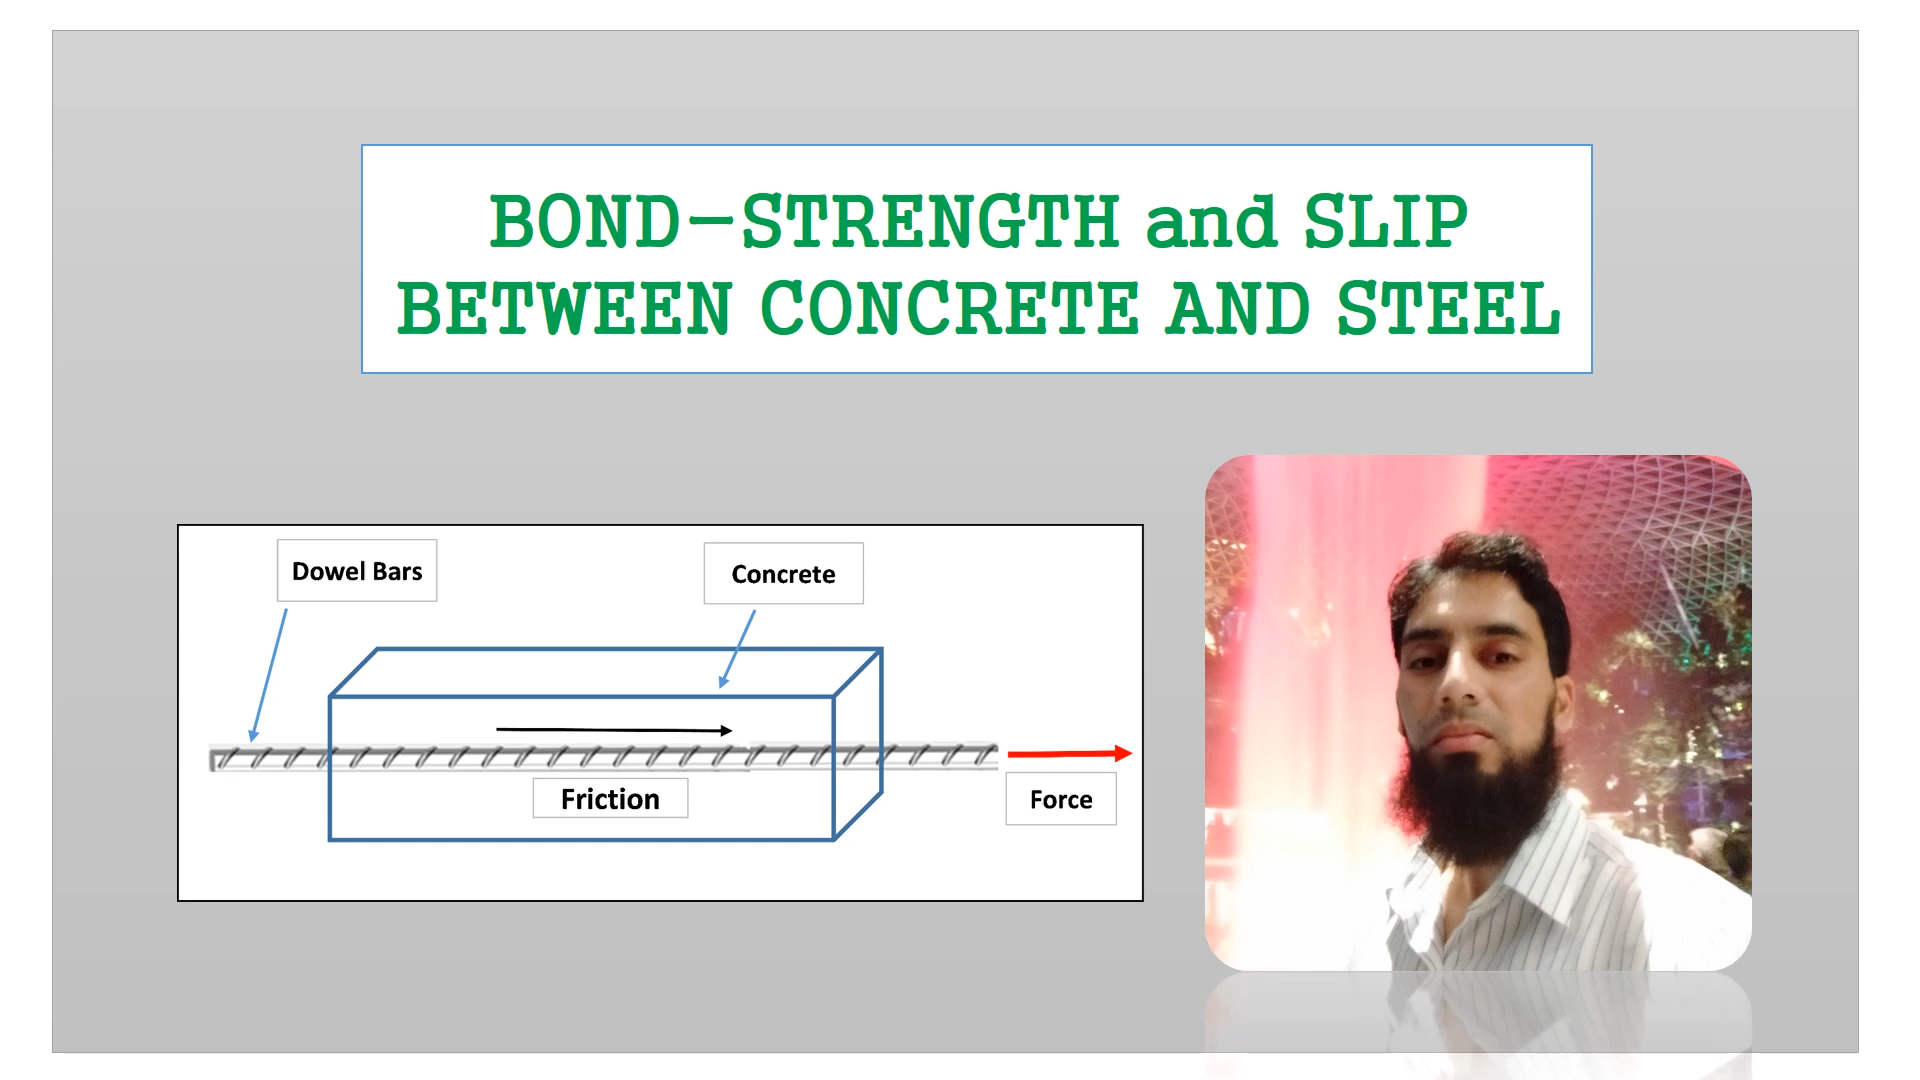 BOND-STRENGTH and SLIP
BETWEEN CONCRETE AND STEEL
Dowel Bars
Concrete
Friction
Force